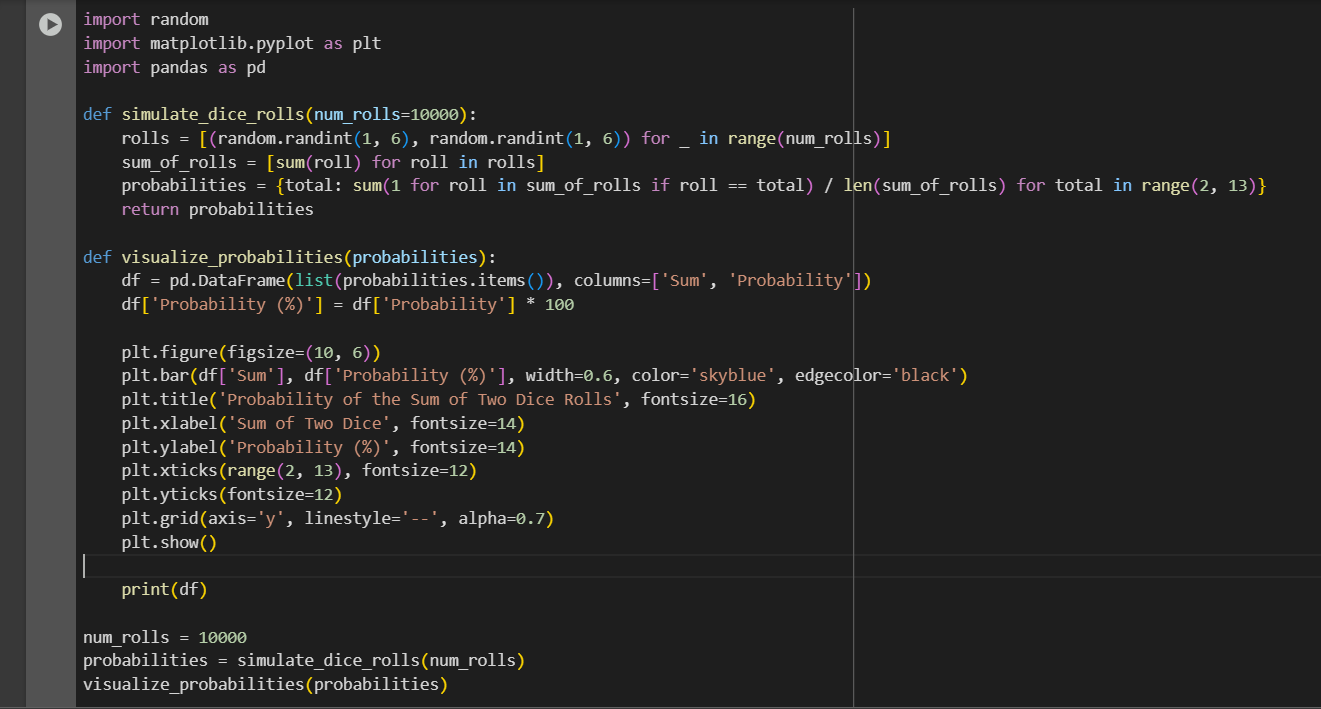 import random
import matplotlib.pyplot as plt
import pandas as pd

def simulate_dice_rolls(num_rolls=10000):
    rolls = [(random.randint(1, 6), random.randint(1, 6)) for _ in range(num_rolls)]
    sum_of_rolls = [sum(roll) for roll in rolls]
    probabilities = {total: sum(1 for roll in sum_of_rolls if roll == total) / len(sum_of_rolls) for total in range(2, 13)}
    return probabilities

def visualize_probabilities(probabilities):
    df = pd.DataFrame(list(probabilities.items()), columns=['Sum', 'Probability'])
    df['Probability (%)'] = df['Probability'] * 100

    plt.figure(figsize=(10, 6))
    plt.bar(df['Sum'], df['Probability (%)'], width=0.6, color='skyblue', edgecolor='black')
    plt.title('Probability of the Sum of Two Dice Rolls', fontsize=16)
    plt.xlabel('Sum of Two Dice', fontsize=14)
    plt.ylabel('Probability (%)', fontsize=14)
    plt.xticks(range(2, 13), fontsize=12)
    plt.yticks(fontsize=12)
    plt.grid(axis='y', linestyle='--', alpha=0.7)
    plt.show()

    print(df)

num_rolls = 10000
probabilities = simulate_dice_rolls(num_rolls)
visualize_probabilities(probabilities)